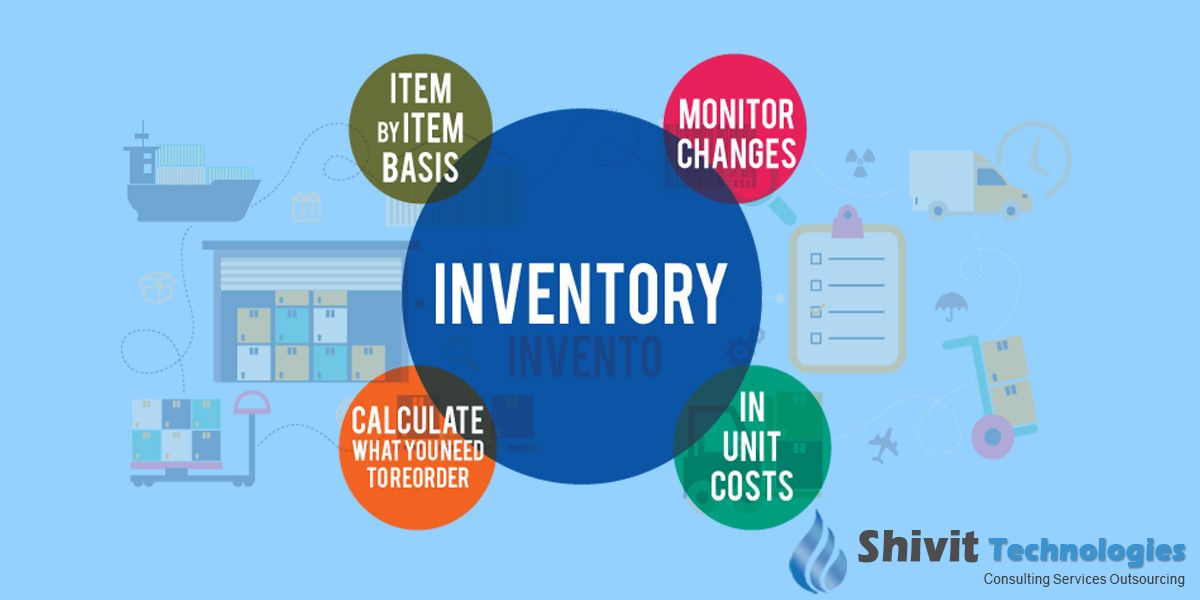 ITEM
BY ITEM
BASIS
MONITOR
CHANGES
INVENTORY
INVENTO
CALCULATE
WHAT YOU NEED
TO REORDER
IN
UNIT
COSTS
31
Shivit Technologies
Consulting Services Outsourcing